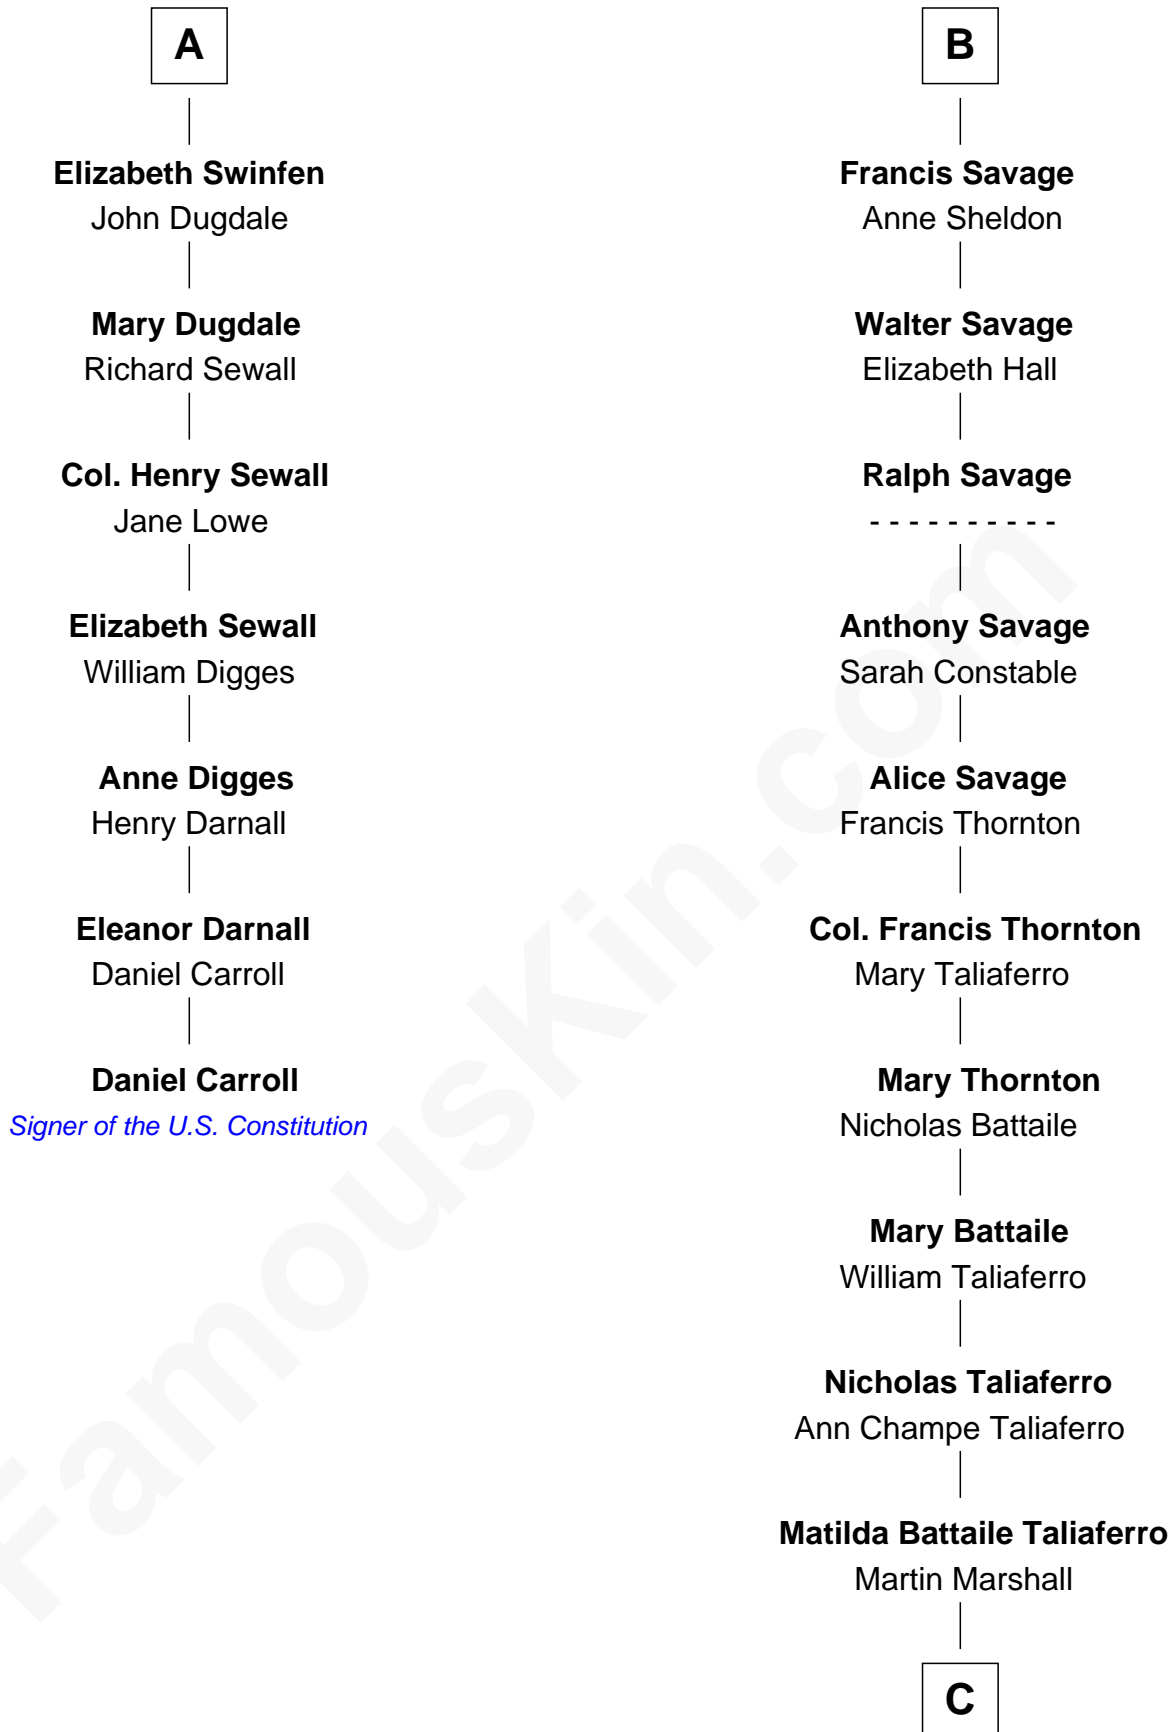 A
Elizabeth Swinfen
John Dugdale
Mary Dugdale
Richard Sewall
Col. Henry Sewall
Jane Lowe
Elizabeth Sewall
William Digges
Anne Digges
Henry Darnall
Eleanor Darnall
Daniel Carroll
Daniel Carroll
Signer of the U.S. Constitution
B
Francis Savage
Anne Sheldon
Walter Savage
Elizabeth Hall
Ralph Savage
- - - - - - - - - -
Anthony Savage
Sarah Constable
Alice Savage
Francis Thornton
Col. Francis Thornton
Mary Taliaferro
Mary Thornton
Nicholas Battaile
Mary Battaile
William Taliaferro
Nicholas Taliaferro
Ann Champe Taliaferro
Matilda Battaile Taliaferro
Martin Marshall
C
FamousKin.com